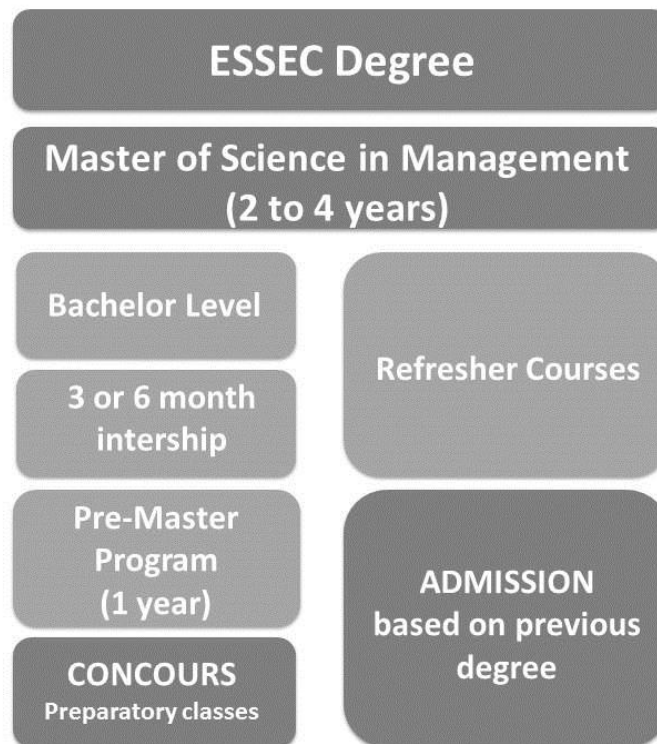 ESSEC Degree
Master of Science in Management
(2 to 4 years)
Bachelor Level
3 or 6 month
intership
Pre-Master
Program
(1 year)
CONCOURS
Preparatory classes
Refresher Courses
ADMISSION
based on previous
degree